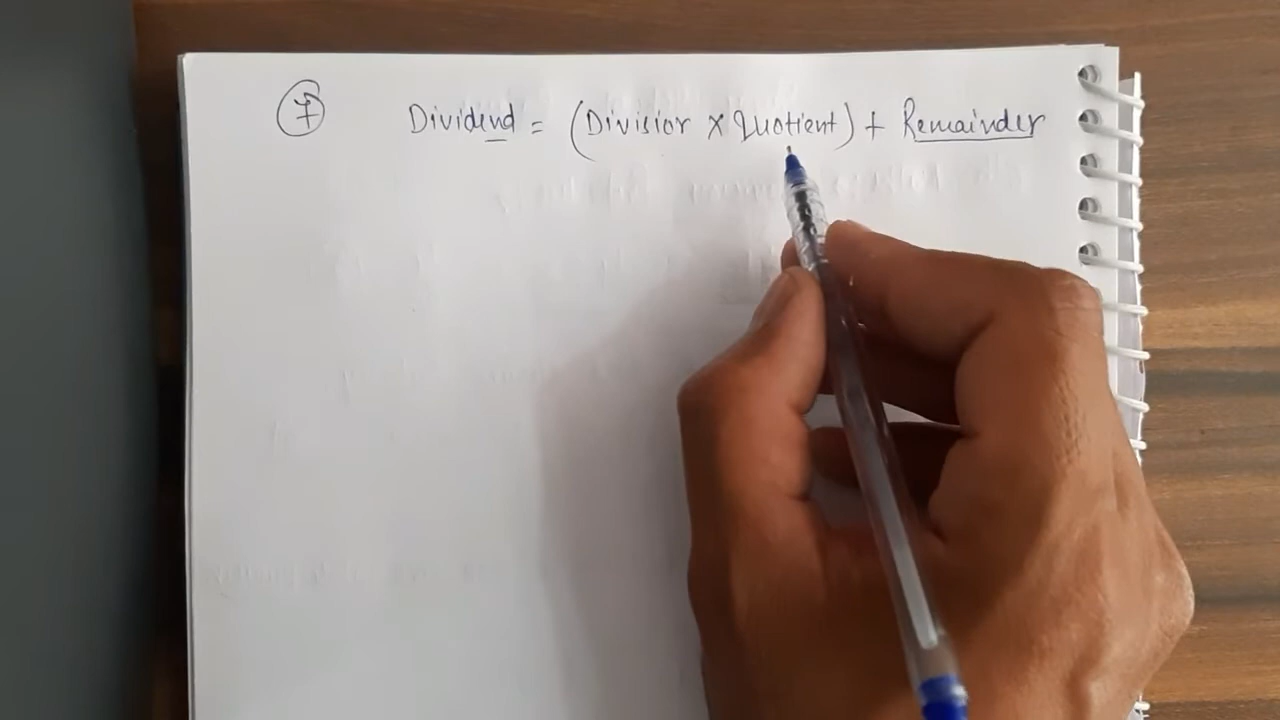 7 Dividend = (Divisior × Quotient) + Remainder